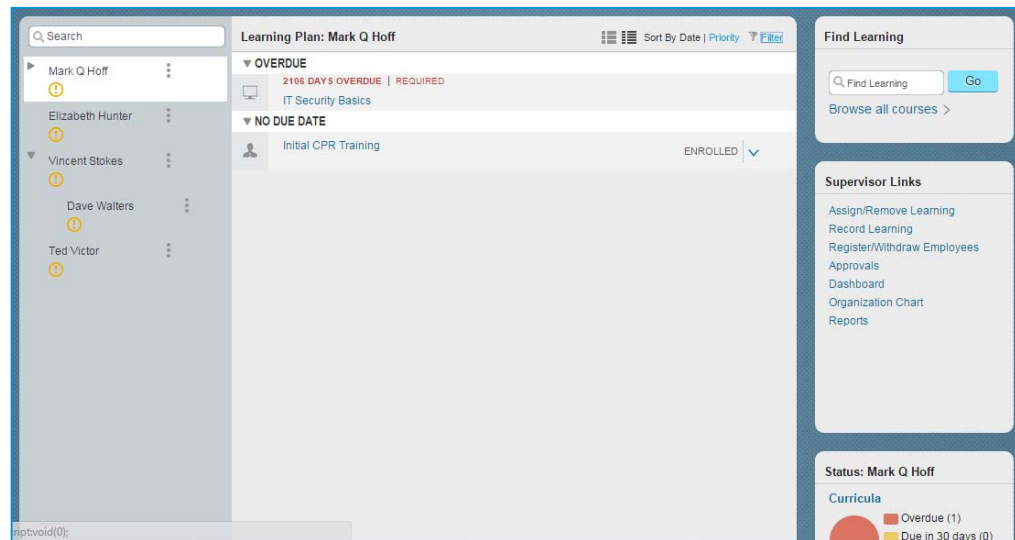 Search
Mark Q Hoff
Elizabeth Hunter
Vincent Stokes
Dave Walters
Ted Victor
ript:void(0);
Learning Plan: Mark Q Hoff
Sort By Date | Priority Filter
OVERDUE
2106 DAYS OVERDUE | REQUIRED
IT Security Basics
NO DUE DATE
Initial CPR Training
ENROLLED
Find Learning
Find Learning Go
Browse all courses >
Supervisor Links
Assign/Remove Learning
Record Learning
Register/Withdraw Employees
Approvals
Dashboard
Organization Chart
Reports
Status: Mark Q Hoff
Curricula
Overdue (1)
Due in 30 days (0)